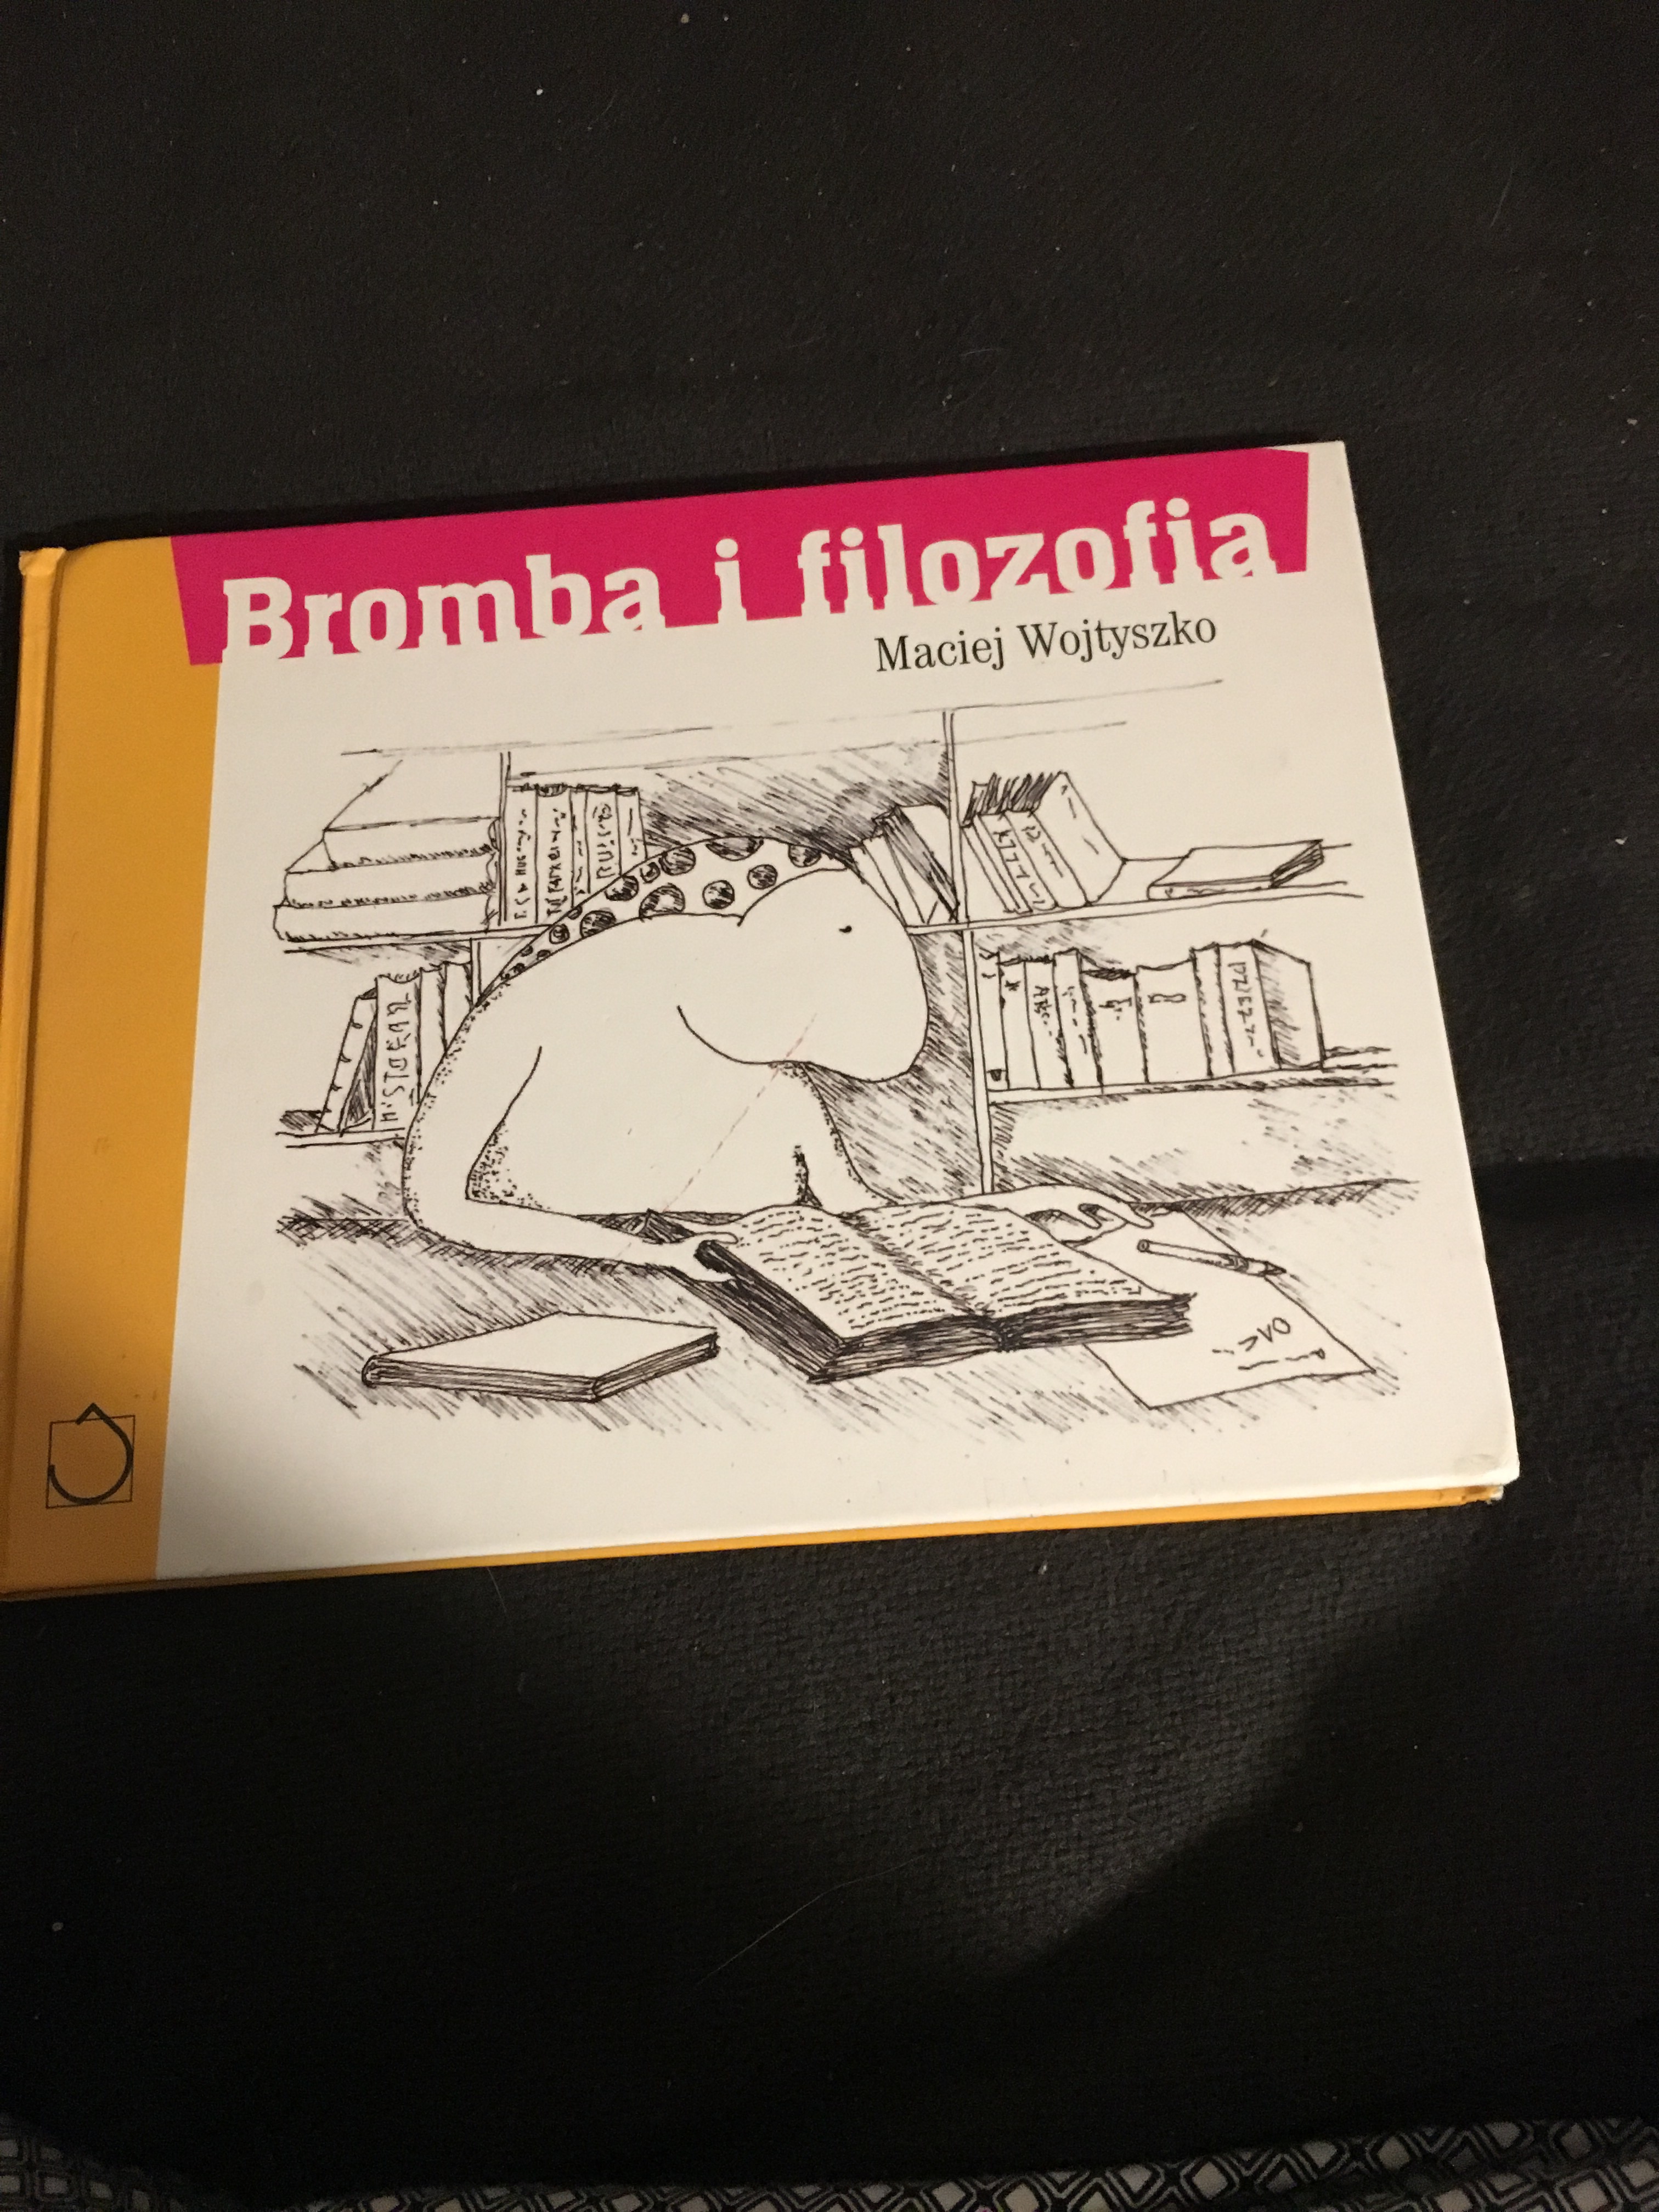 Bromba i filozofia
Maciej Wojtyszko